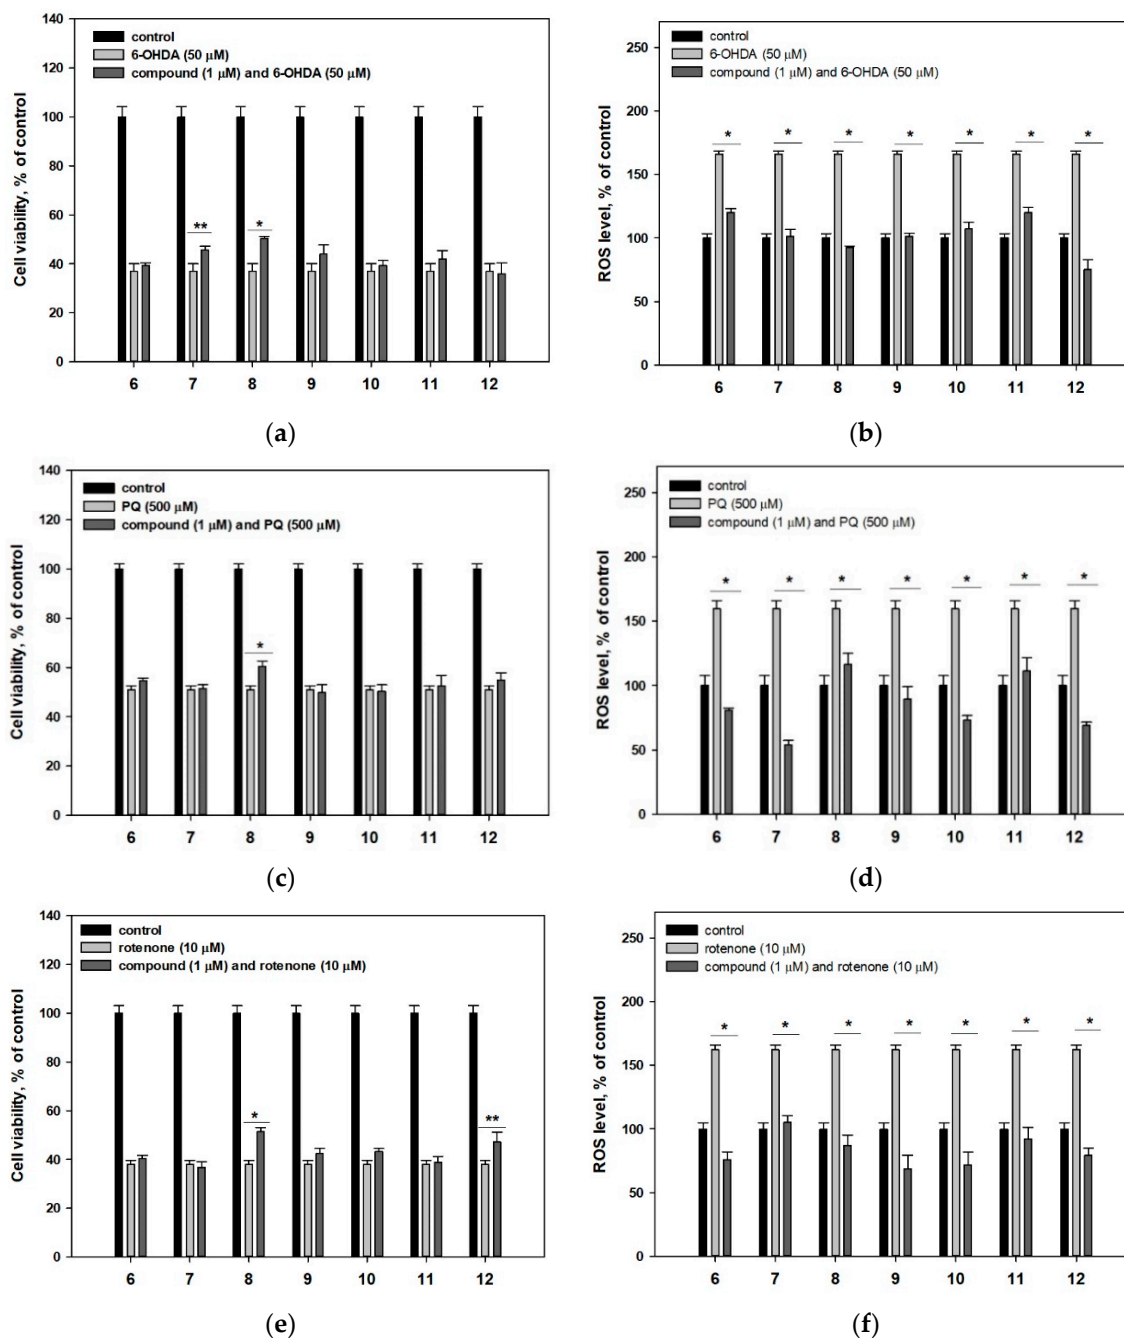 140
120
100
80
60
40
20
0
Cell viability, % of control
control
6-OHDA (50 μM)
compound (1 μM) and 6-OHDA (50 μM)
**
*
6 7 8 9 10 11 12
(a)
250
200
150
100
50
0
ROS level, % of control
control
6-OHDA (50 μM)
compound (1 μM) and 6-OHDA (50 μM)
* * * * * * *
6 7 8 9 10 11 12
(b)
140
120
100
80
60
40
20
0
Cell viability, % of control
control
PQ (500 μM)
compound (1 μM) and PQ (500 μM)
*
6 7 8 9 10 11 12
(c)
250
200
150
100
50
0
ROS level, % of control
control
PQ (500 μM)
compound (1 μM) and PQ (500 μM)
* * * * * * *
6 7 8 9 10 11 12
(d)
140
120
100
80
60
40
20
0
Cell viability, % of control
control
rotenone (10 μM)
compound (1 μM) and rotenone (10 μM)
*
**
6 7 8 9 10 11 12
(e)
250
200
150
100
50
0
ROS level, % of control
control
rotenone (10 μM)
compound (1 μM) and rotenone (10 μM)
* * * * * * *
6 7 8 9 10 11 12
(f)